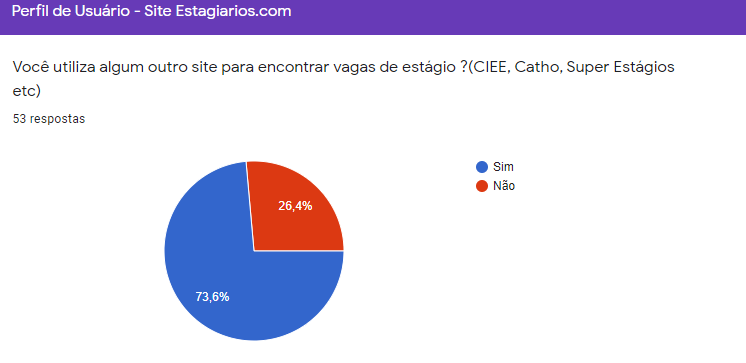 Perfil de Usuário - Site Estagiarios.com
Você utiliza algum outro site para encontrar vagas de estágio ?(CIEE, Catho, Super Estágios
etc)
53 respostas
Sim
Não
26,4%
73,6%